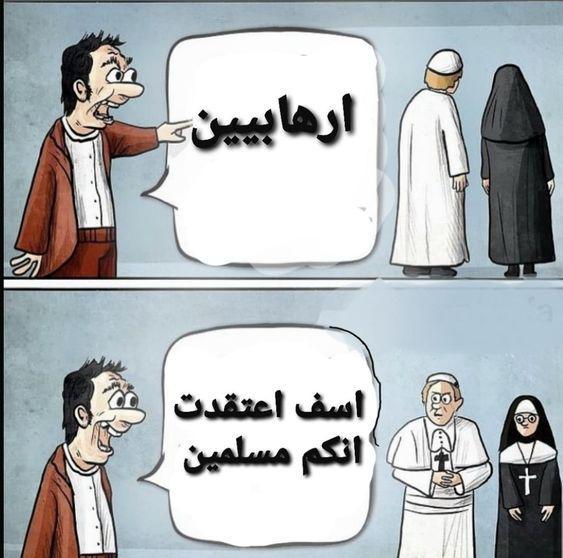 ارهابيين
اسف اعتقدت
انكم مسلمين